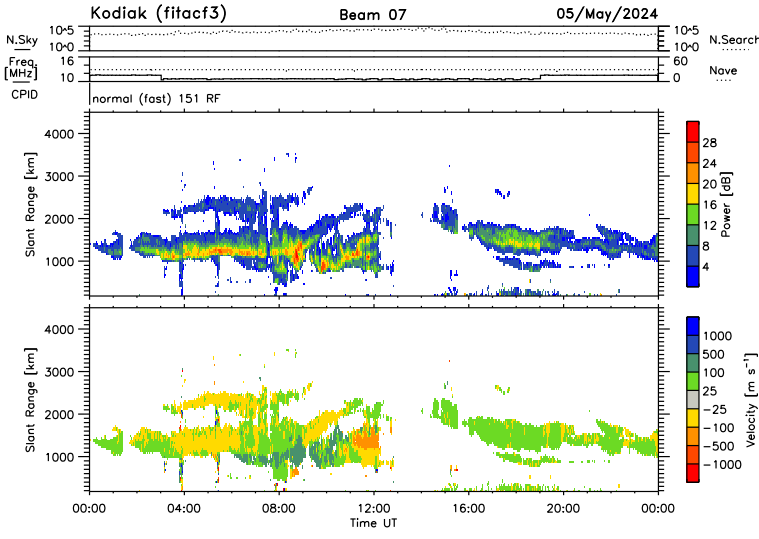 Kodiak (fitacf3) Beam 07 05/May/2024
N.Sky 10^5 10^0 10^5 10^0 N.Search
Freq. [MHz] 16 10 60 0 Nave
CPID normal (fast) 151 RF
Slant Range [km] 4000 3000 2000 1000
Power [dB] 28 24 20 16 12 8 4
Slant Range [km] 4000 3000 2000 1000
Velocity [m s⁻¹] 1000 500 100 25 −25 −100 −500 −1000
00:00 04:00 08:00 12:00 16:00 20:00 00:00
Time UT